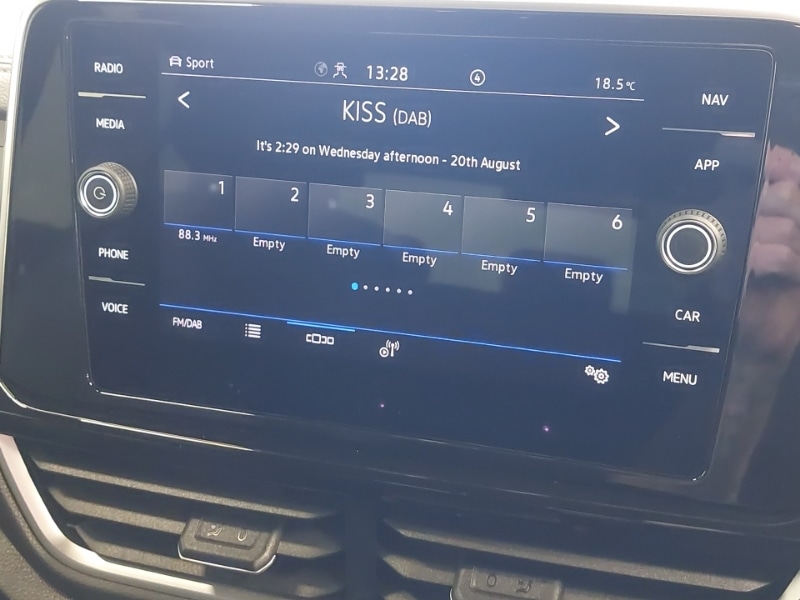 RADIO
Sport 13:28 4 18.5°C
NAV
MEDIA
KISS (DAB)
APP
It's 2:29 on Wednesday afternoon - 20th August
1 2 3 4 5 6
88.3 MHz Empty Empty Empty Empty Empty
PHONE
CAR
VOICE
FM/DAB
MENU